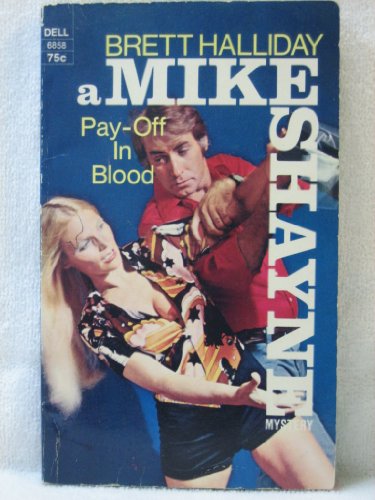 DELL
6858
75c
BRETT HALLIDAY
a MIKE
SHAYNE
MYSTERY
Pay-Off
In
Blood